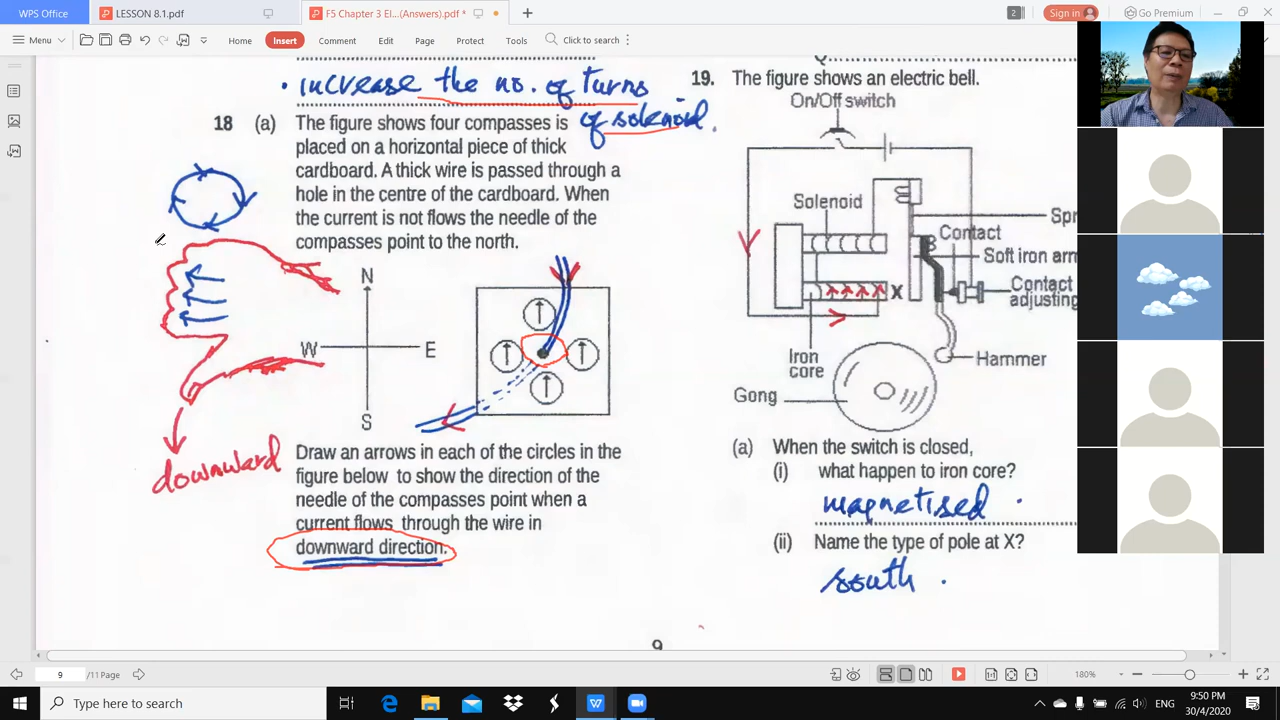 WPS Office
LESSON 8.1.pdf
F5 Chapter 3 El...(Answers).pdf *
2
Sign in
Go Premium
Menu
Home
Insert
Comment
Edit
Page
Protect
Tools
Click to search
• increase the no. of turns
of solenoid.
18 (a) The figure shows four compasses is
placed on a horizontal piece of thick
cardboard. A thick wire is passed through a
hole in the centre of the cardboard. When
the current is not flows the needle of the
compasses point to the north.
N
W E
S
downward
Draw an arrows in each of the circles in the
figure below to show the direction of the
needle of the compasses point when a
current flows through the wire in
downward direction.
19. The figure shows an electric bell.
On/Off switch
Solenoid
Spr
Contact
Soft iron arm
X
Contact
adjusting
Iron
core
Hammer
Gong
(a) When the switch is closed,
(i) what happen to iron core?
magnetised.
(ii) Name the type of pole at X?
south.
9
9 /11 Page
180%
Type here to search
ENG
9:50 PM
30/4/2020